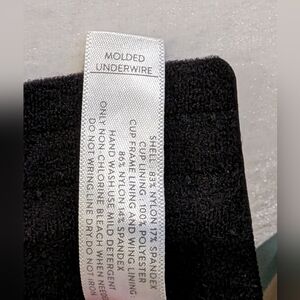 MOLDED
UNDERWIRE
SHELL: 83% NYLON 17% SPANDEX
CUP LINING: 100% POLYESTER
CUP FRAME LINING AND WING LINING
86% NYLON 14% SPANDEX
HAND WASH.USE MILD DETERGENT
ONLY NON-CHLORINE BLEACH WHEN NEEDED
DO NOT WRING.LINE DRY.DO NOT IRON